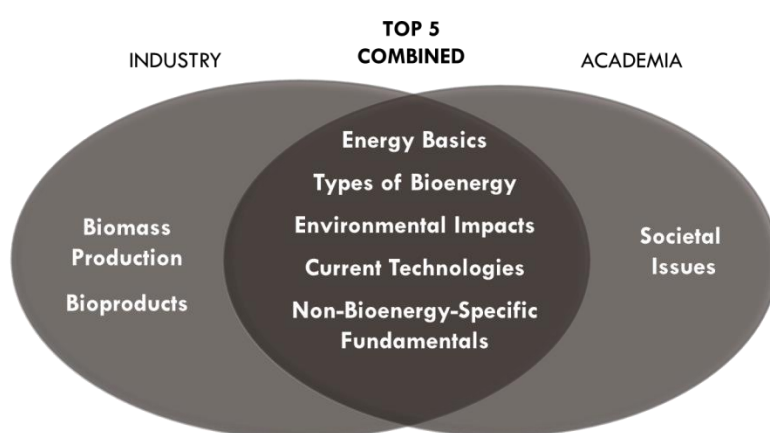 TOP 5
COMBINED
INDUSTRY
ACADEMIA
Energy Basics
Types of Bioenergy
Environmental Impacts
Current Technologies
Non-Bioenergy-Specific
Fundamentals
Biomass
Production
Bioproducts
Societal
Issues